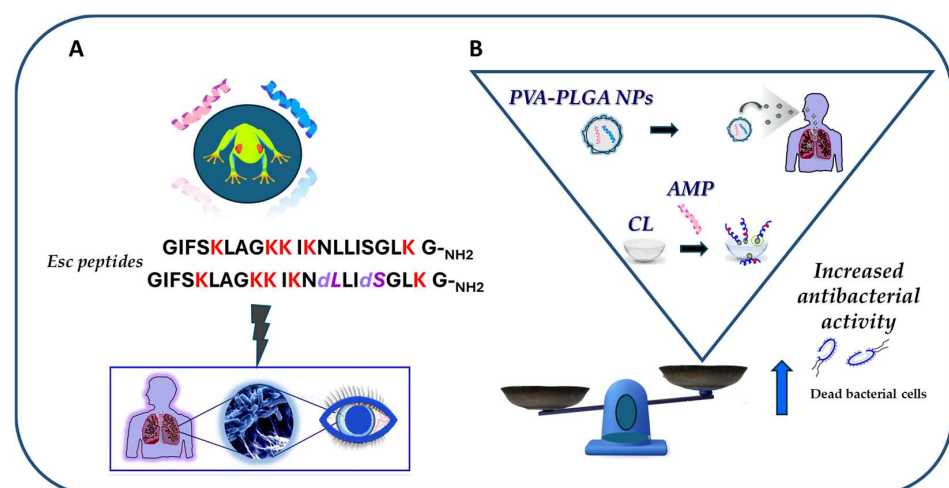 A
GIFSKLAGKK IKNLLISGLK G-NH2
Esc peptides
GIFSKLAGKK IKNdLLIdSGLK G-NH2
B
PVA-PLGA NPs
AMP
CL
Increased
antibacterial
activity
Dead bacterial cells